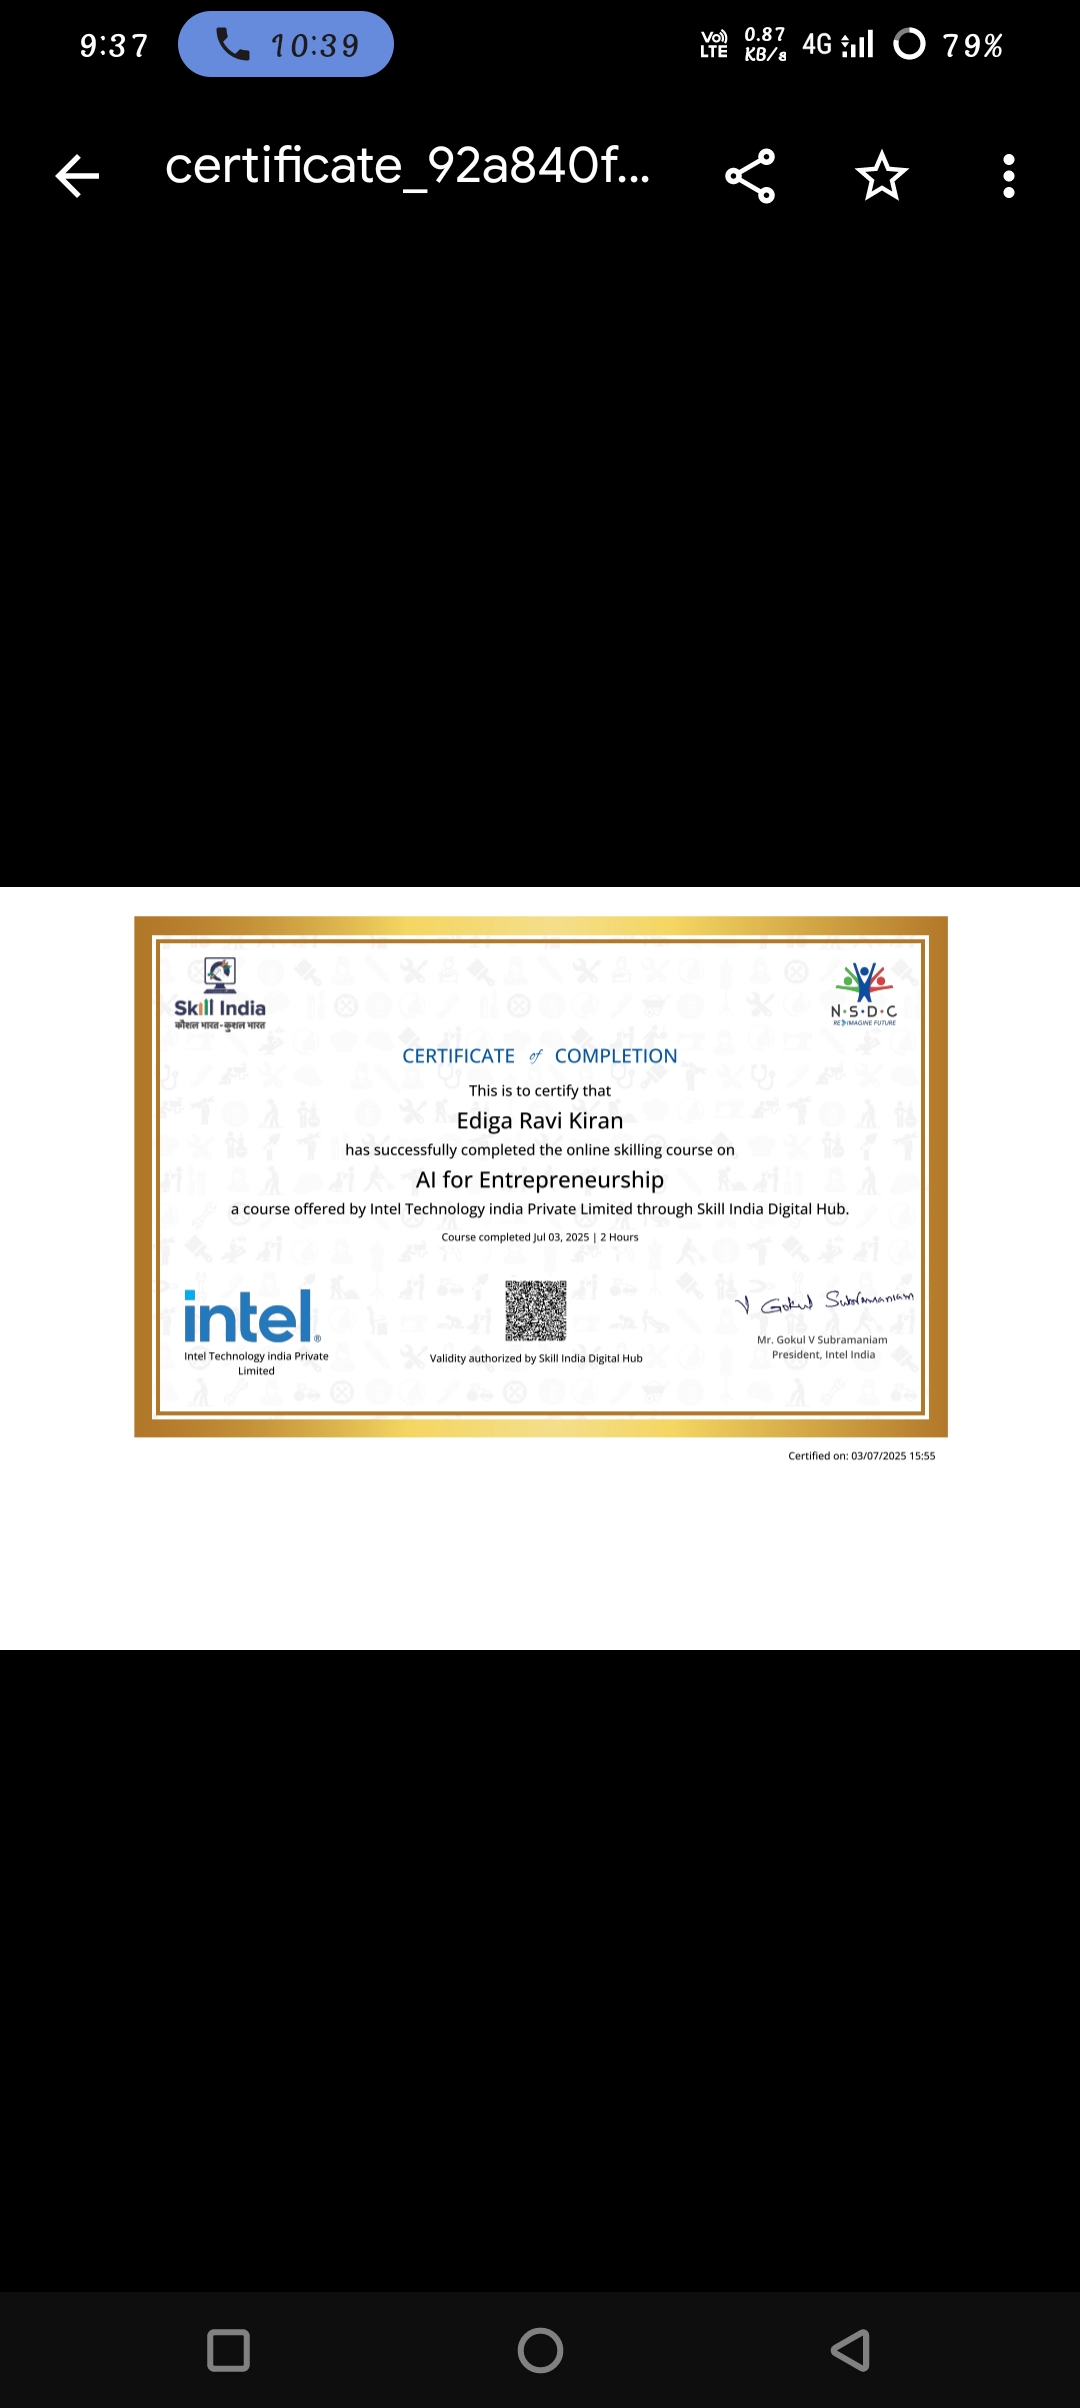 9:37 10:39 Vo)) LTE 0.87 KB/s 4G 79%
certificate_92a840f...
Skill India
कौशल भारत-कुशल भारत
N·S·D·C
RE IMAGINE FUTURE
CERTIFICATE of COMPLETION
This is to certify that
Ediga Ravi Kiran
has successfully completed the online skilling course on
AI for Entrepreneurship
a course offered by Intel Technology india Private Limited through Skill India Digital Hub.
Course completed Jul 03, 2025 | 2 Hours
intel®
Intel Technology india Private
Limited
Validity authorized by Skill India Digital Hub
V Gokul Subramaniam
Mr. Gokul V Subramaniam
President, Intel India
Certified on: 03/07/2025 15:55